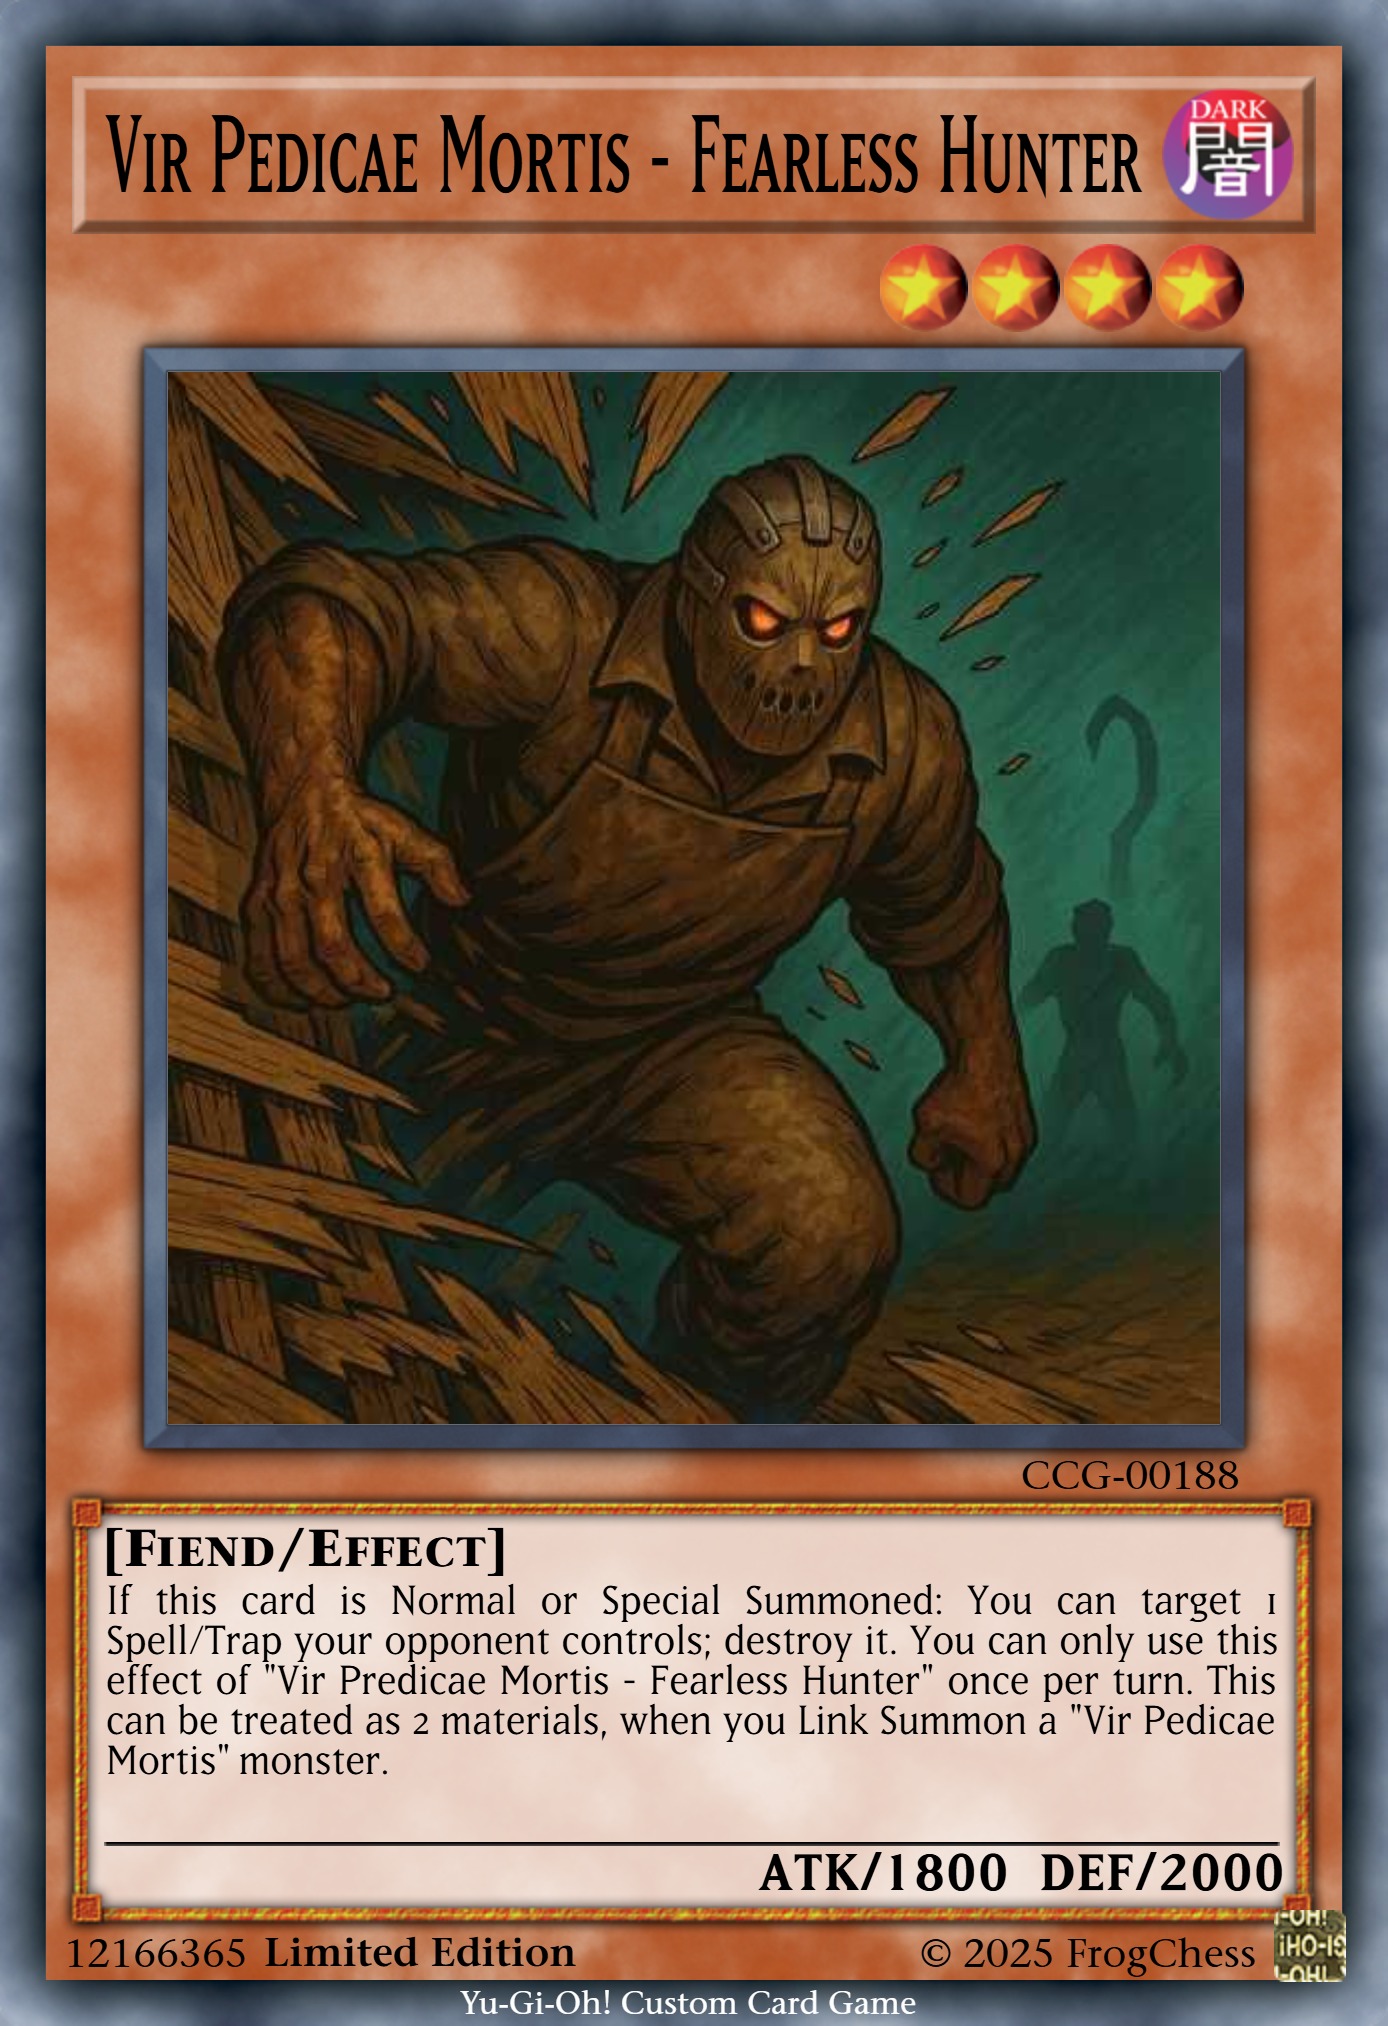 Vir Pedicae Mortis - Fearless Hunter
DARK
闇
CCG-00188
[Fiend/Effect]
If this card is Normal or Special Summoned: You can target 1
Spell/Trap your opponent controls; destroy it. You can only use this
effect of "Vir Predicae Mortis - Fearless Hunter" once per turn. This
can be treated as 2 materials, when you Link Summon a "Vir Pedicae
Mortis" monster.
ATK/1800 DEF/2000
12166365 Limited Edition
© 2025 FrogChess
Yu-Gi-Oh! Custom Card Game